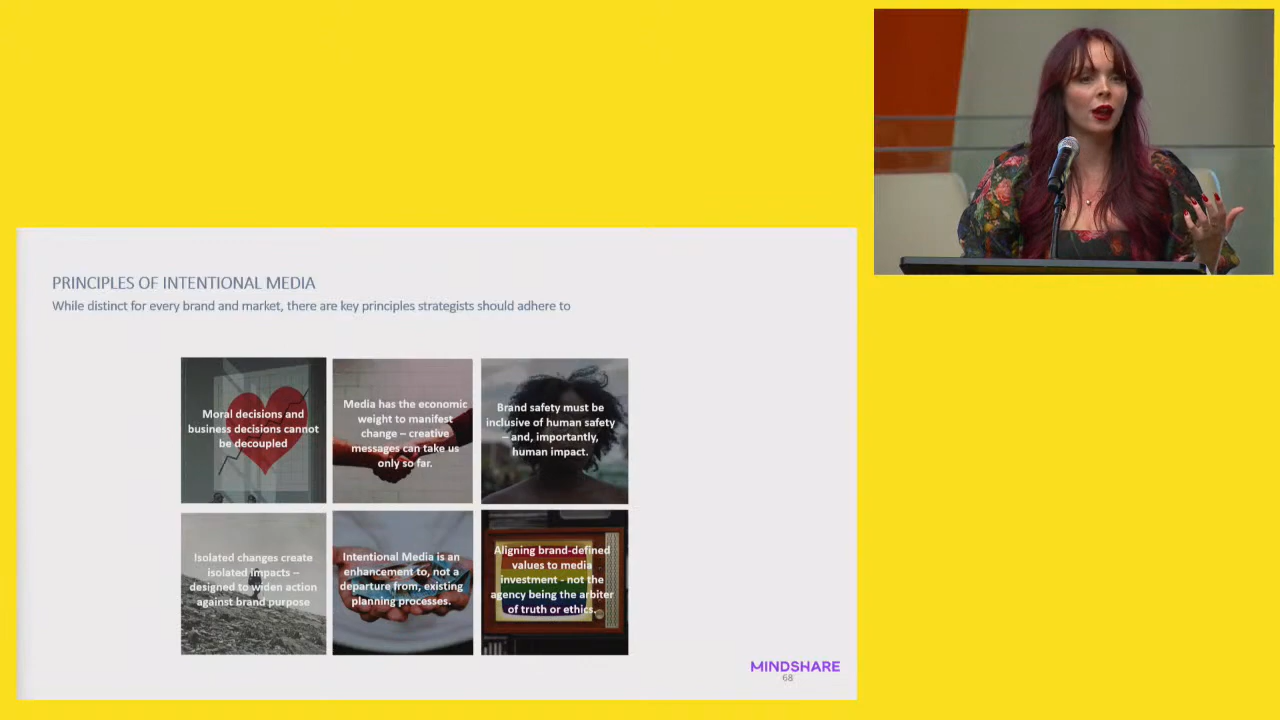 PRINCIPLES OF INTENTIONAL MEDIA
While distinct for every brand and market, there are key principles strategists should adhere to
Moral decisions and
business decisions cannot
be decoupled
Media has the economic
weight to manifest
change – creative
messages can take us
only so far.
Brand safety must be
inclusive of human safety
– and, importantly,
human impact.
Isolated changes create
isolated impacts –
designed to widen action
against brand purpose
Intentional Media is an
enhancement to, not a
departure from, existing
planning processes.
Aligning brand-defined
values to media
investment - not the
agency being the arbiter
of truth or ethics.
MINDSHARE
68